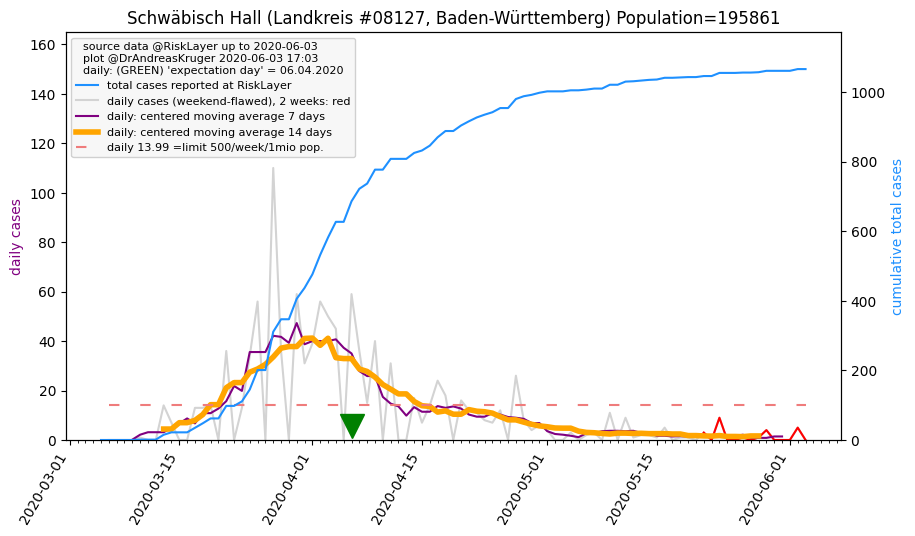 Schwäbisch Hall (Landkreis #08127, Baden-Württemberg) Population=195861
source data @RiskLayer up to 2020-06-03
plot @DrAndreasKruger 2020-06-03 17:03
daily: (GREEN) 'expectation day' = 06.04.2020
total cases reported at RiskLayer
daily cases (weekend-flawed), 2 weeks: red
daily: centered moving average 7 days
daily: centered moving average 14 days
daily 13.99 =limit 500/week/1mio pop.
daily cases
160
140
120
100
80
60
40
20
0
cumulative total cases
1000
800
600
400
200
0
2020-03-01
2020-03-15
2020-04-01
2020-04-15
2020-05-01
2020-05-15
2020-06-01